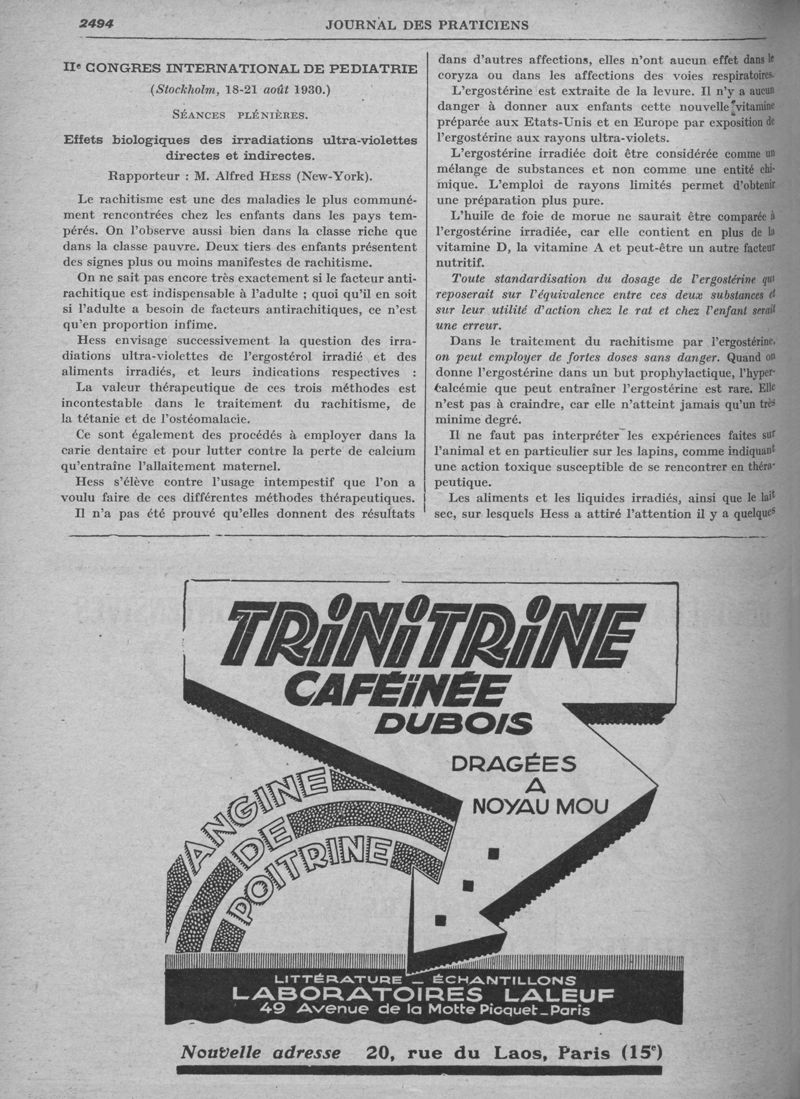 2494
JOURNAL DES PRATICIENS
IIe CONGRES INTERNATIONAL DE PEDIATRIE
(Stockholm, 18-21 août 1930.)
SÉANCES PLÉNIÈRES.
Effets biologiques des irradiations ultra-violettes
directes et indirectes.
Rapporteur : M. Alfred HESS (New-York).
Le rachitisme est une des maladies le plus communé-
ment rencontrées chez les enfants dans les pays tem-
pérés. On l'observe aussi bien dans la classe riche que
dans la classe pauvre. Deux tiers des enfants présentent
des signes plus ou moins manifestes de rachitisme.
On ne sait pas encore très exactement si le facteur anti-
rachitique est indispensable à l'adulte ; quoi qu'il en soit
si l'adulte a besoin de facteurs antirachitiques, ce n'est
qu'en proportion infime.
Hess envisage successivement la question des irra-
diations ultra-violettes de l'ergostérol irradié et des
aliments irradiés, et leurs indications respectives :
La valeur thérapeutique de ces trois méthodes est
incontestable dans le traitement du rachitisme, de
la tétanie et de l'ostéomalacie.
Ce sont également des procédés à employer dans la
carie dentaire et pour lutter contre la perte de calcium
qu'entraîne l'allaitement maternel.
Hess s'élève contre l'usage intempestif que l'on a
voulu faire de ces différentes méthodes thérapeutiques.
Il n'a pas été prouvé qu'elles donnent des résultats
dans d'autres affections, elles n'ont aucun effet dans le
coryza ou dans les affections des voies respiratoires.
L'ergostérine est extraite de la levure. Il n'y a aucun
danger à donner aux enfants cette nouvelle vitamine
préparée aux Etats-Unis et en Europe par exposition de
l'ergostérine aux rayons ultra-violets.
L'ergostérine irradiée doit être considérée comme un
mélange de substances et non comme une entité chi-
mique. L'emploi de rayons limités permet d'obtenir
une préparation plus pure.
L'huile de foie de morue ne saurait être comparée à
l'ergostérine irradiée, car elle contient en plus de la
vitamine D, la vitamine A et peut-être un autre facteur
nutritif.
Toute standardisation du dosage de l'ergostérine qui
reposerait sur l'équivalence entre ces deux substances et
sur leur utilité d'action chez le rat et chez l'enfant serait
une erreur.
Dans le traitement du rachitisme par l'ergostérine,
on peut employer de fortes doses sans danger. Quand on
donne l'ergostérine dans un but prophylactique, l'hyper-
calcémie que peut entraîner l'ergostérine est rare. Elle
n'est pas à craindre, car elle n'atteint jamais qu'un très
minime degré.
Il ne faut pas interpréter les expériences faites sur
l'animal et en particulier sur les lapins, comme indiquant
une action toxique susceptible de se rencontrer en théra-
peutique.
Les aliments et les liquides irradiés, ainsi que le lait
sec, sur lesquels Hess a attiré l'attention il y a quelques
TRINITRINE
CAFÉINÉE
DUBOIS
DRAGÉES
A
NOYAU MOU
ANGINE
DE
POITRINE
LITTÉRATURE _ ÉCHANTILLONS
LABORATOIRES LALEUF
49 Avenue de la Motte Picquet_Paris
Nouvelle adresse 20, rue du Laos, Paris (15e)